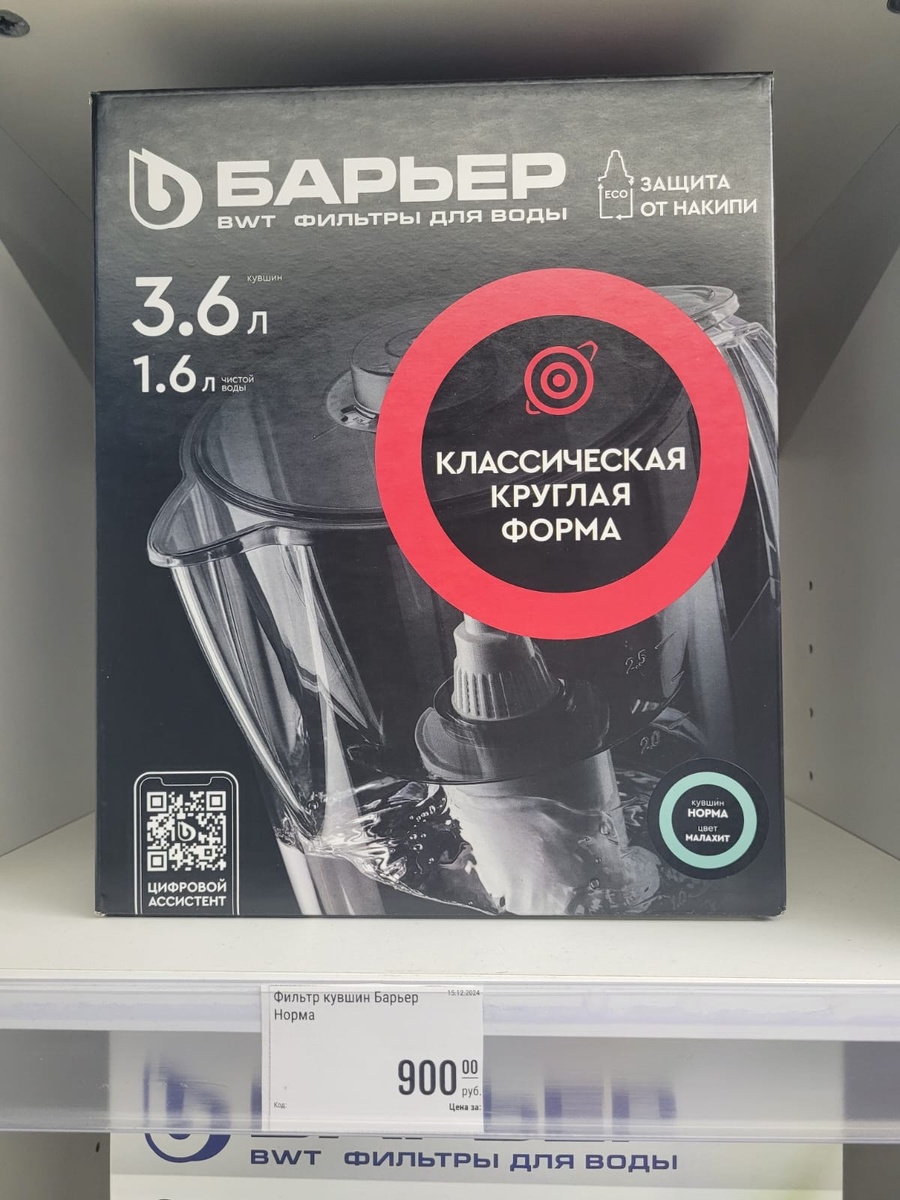 БАРЬЕР
BWT ФИЛЬТРЫ ДЛЯ ВОДЫ
ECO
ЗАЩИТА
ОТ НАКИПИ
кувшин
3.6 л
1.6 л чистой
воды
КЛАССИЧЕСКАЯ
КРУГЛАЯ
ФОРМА
2.5
2.0
кувшин
НОРМА
цвет
МАЛАХИТ
ЦИФРОВОЙ
АССИСТЕНТ
Фильтр кувшин Барьер
Норма
15.12.2024
900 00
руб.
Код:
Цена за:
БАРЬЕР
BWT ФИЛЬТРЫ ДЛЯ ВОДЫ